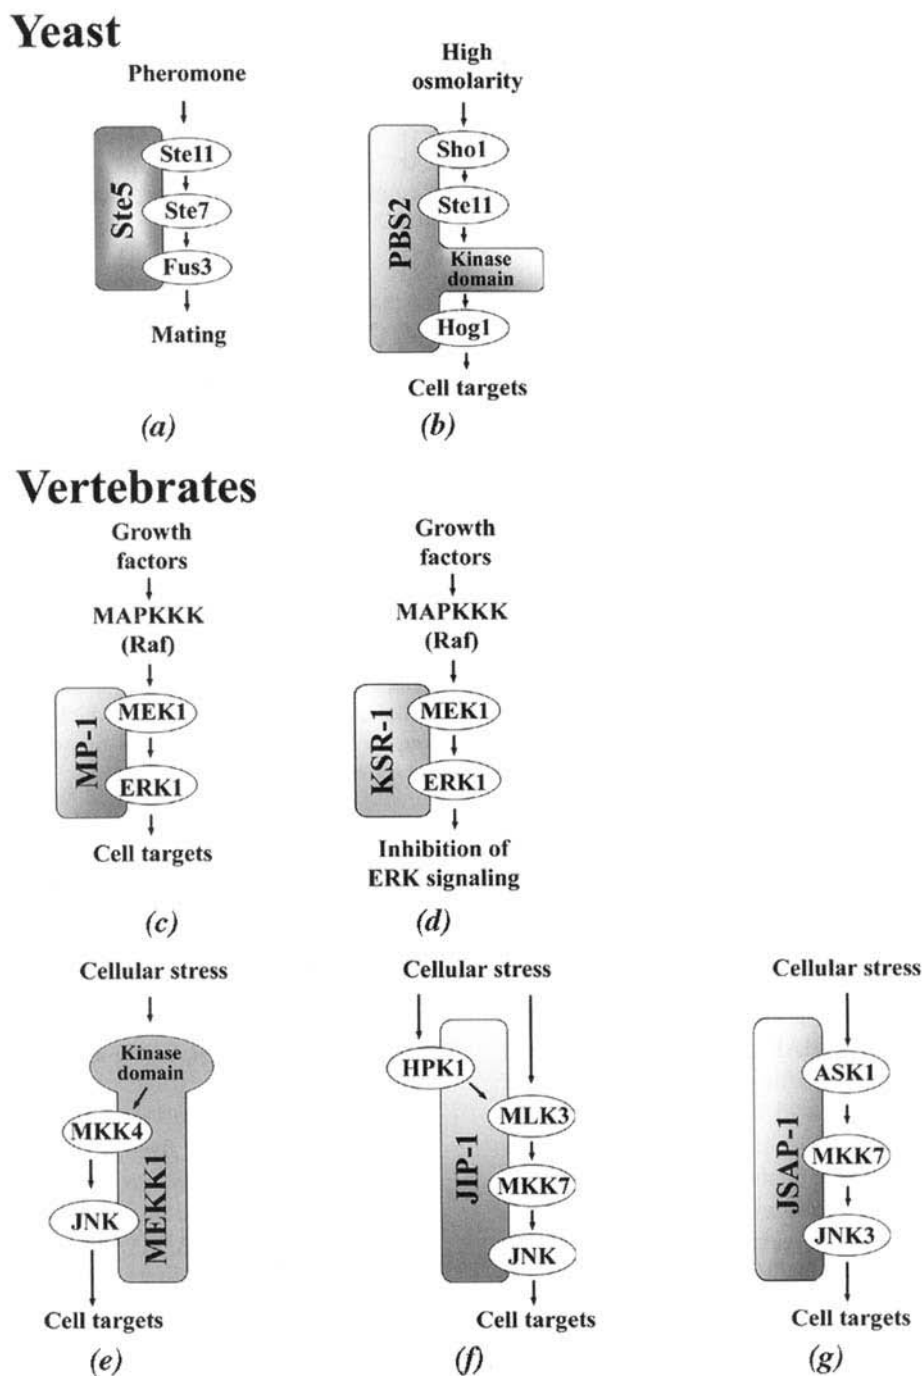 Yeast
Pheromone
Ste5
Ste11
Ste7
Fus3
Mating
(a)
High
osmolarity
PBS2
Sho1
Ste11
Kinase
domain
Hog1
Cell targets
(b)
Vertebrates
Growth
factors
MAPKKK
(Raf)
MP-1
MEK1
ERK1
Cell targets
(c)
Growth
factors
MAPKKK
(Raf)
KSR-1
MEK1
ERK1
Inhibition of
ERK signaling
(d)
Cellular stress
Kinase
domain
MKK4
JNK
MEKK1
Cell targets
(e)
Cellular stress
HPK1
JIP-1
MLK3
MKK7
JNK
Cell targets
(f)
Cellular stress
JSAP-1
ASK1
MKK7
JNK3
Cell targets
(g)